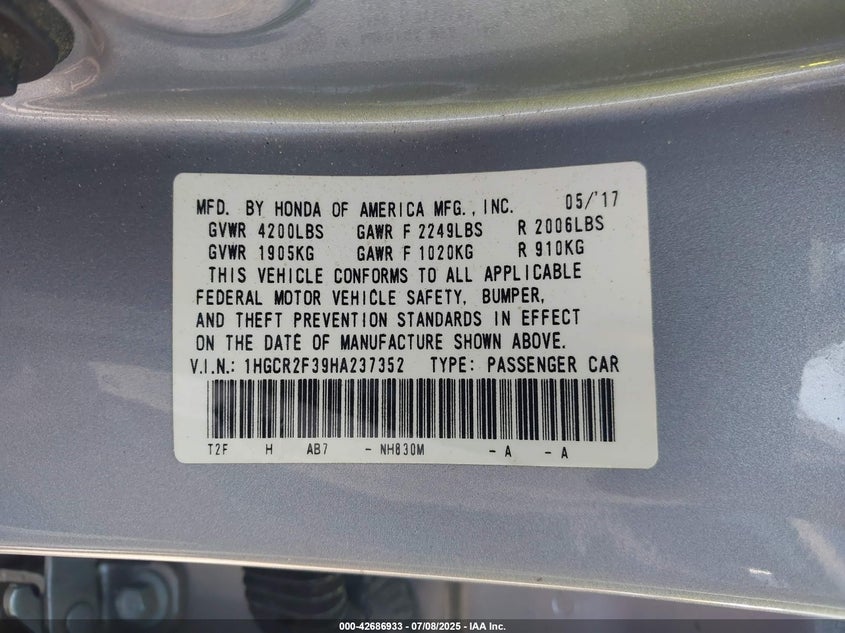 MFD. BY HONDA OF AMERICA MFG., INC. 05/'17
GVWR 4200LBS GAWR F 2249LBS R 2006LBS
GVWR 1905KG GAWR F 1020KG R 910KG
THIS VEHICLE CONFORMS TO ALL APPLICABLE
FEDERAL MOTOR VEHICLE SAFETY, BUMPER,
AND THEFT PREVENTION STANDARDS IN EFFECT
ON THE DATE OF MANUFACTURE SHOWN ABOVE.
V.I.N.: 1HGCR2F39HA237352 TYPE: PASSENGER CAR
T2F H AB7 - NH830M - A - A
000-42686933 - 07/08/2025 - IAA Inc.